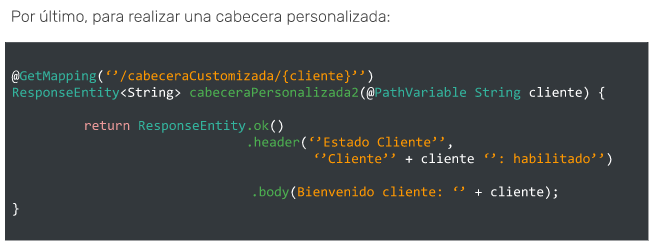 Por último, para realizar una cabecera personalizada:
@GetMapping(‘’/cabeceraCustomizada/{cliente}’’)
ResponseEntity<String> cabeceraPersonalizada2(@PathVariable String cliente) {
return ResponseEntity.ok()
.header(‘’Estado Cliente’’,
‘’Cliente’’ + cliente ‘’: habilitado’’)
.body(Bienvenido cliente: ‘’ + cliente);
}